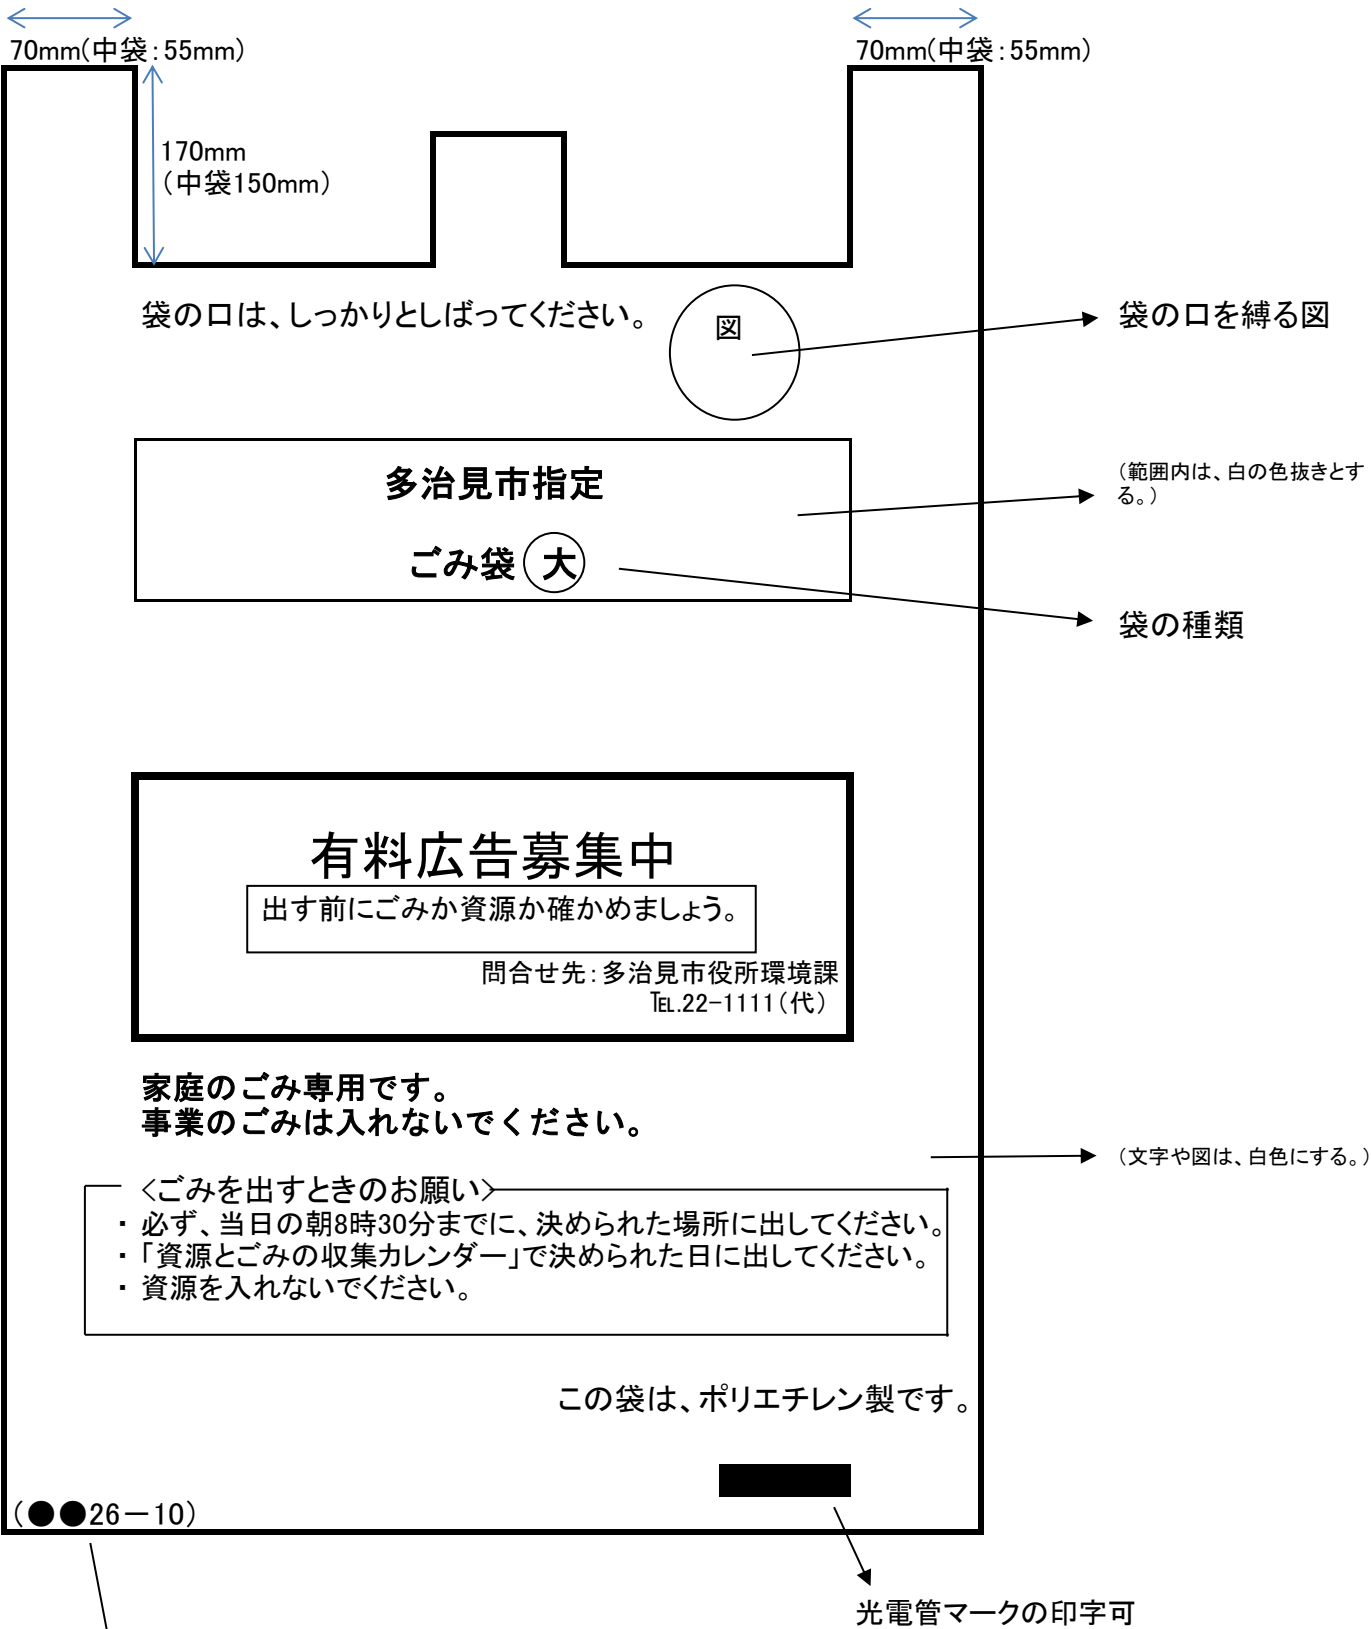 70mm(中袋：55mm)
70mm(中袋：55mm)
170mm
（中袋150mm）
袋の口は、しっかりとしばってください。
図
袋の口を縛る図
多治見市指定
（範囲内は、白の色抜きとす
る。）
ごみ袋 大
袋の種類
有料広告募集中
出す前にごみか資源か確かめましょう。
問合せ先：多治見市役所環境課
℡.22-1111（代）
家庭のごみ専用です。
事業のごみは入れないでください。
（文字や図は、白色にする。）
<ごみを出すときのお願い>
・ 必ず、当日の朝8時30分までに、決められた場所に出してください。
・ 「資源とごみの収集カレンダー」で決められた日に出してください。
・ 資源を入れないでください。
この袋は、ポリエチレン製です。
（●●26－10）
光電管マークの印字可